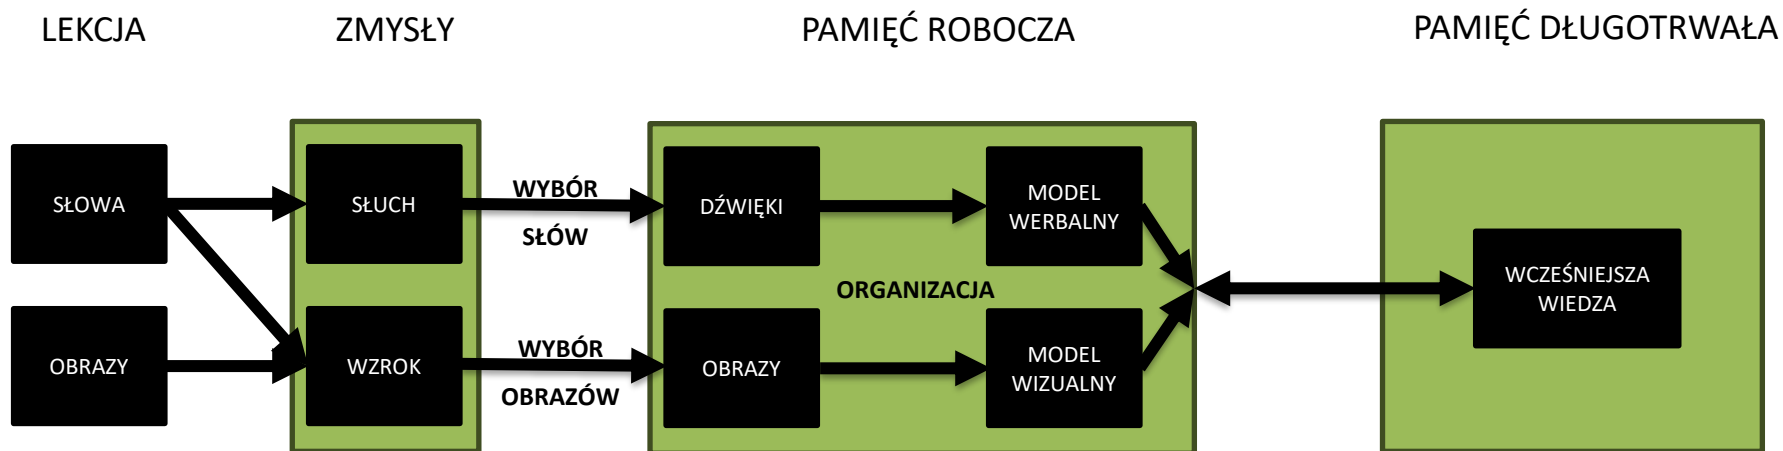 LEKCJA
ZMYSŁY
PAMIĘĆ ROBOCZA
PAMIĘĆ DŁUGOTRWAŁA
SŁOWA
SŁUCH
WYBÓR
SŁÓW
DŹWIĘKI
MODEL
WERBALNY
ORGANIZACJA
WCZEŚNIEJSZA
WIEDZA
OBRAZY
WZROK
WYBÓR
OBRAZÓW
OBRAZY
MODEL
WIZUALNY